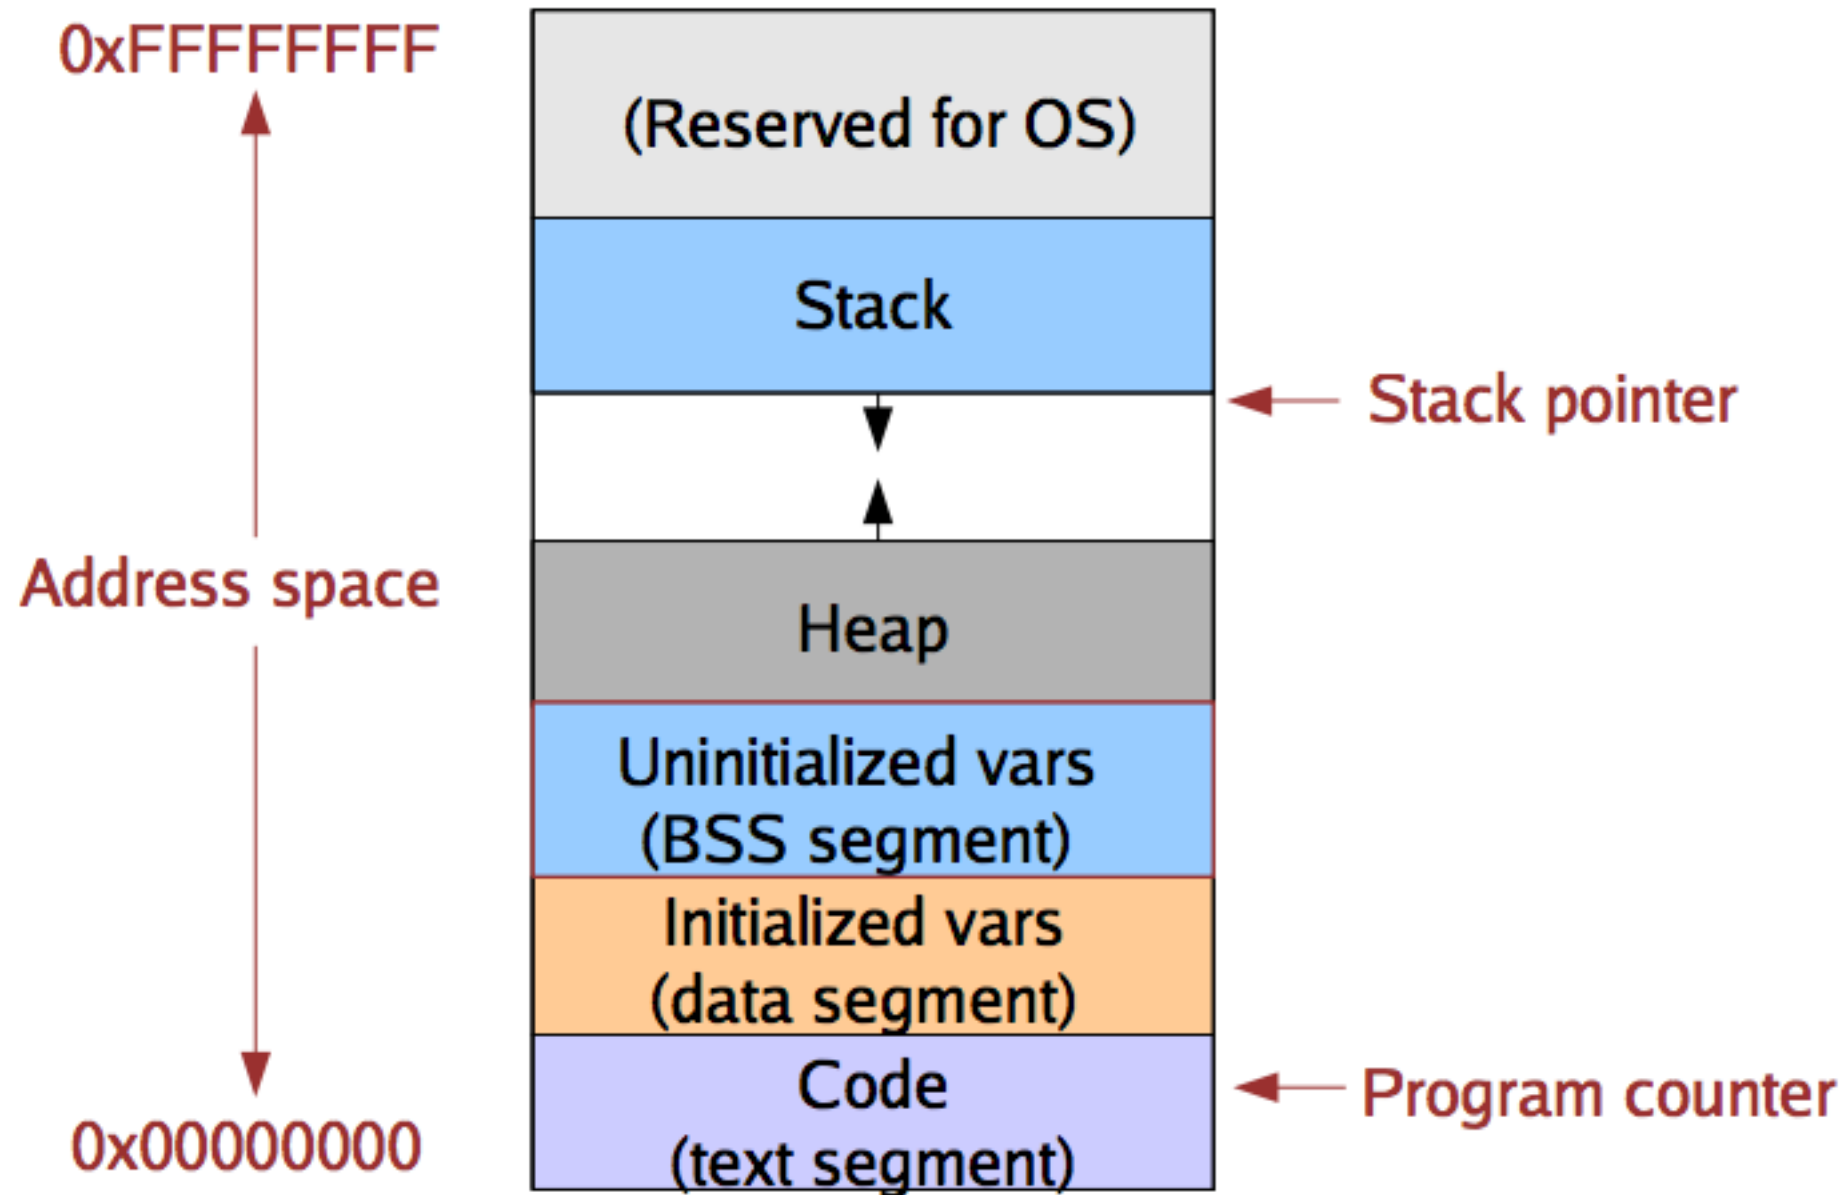 0xFFFFFFFF
(Reserved for OS)
Stack
Stack pointer
Address space
Heap
Uninitialized vars
(BSS segment)
Initialized vars
(data segment)
Code
Program counter
0x00000000
(text segment)